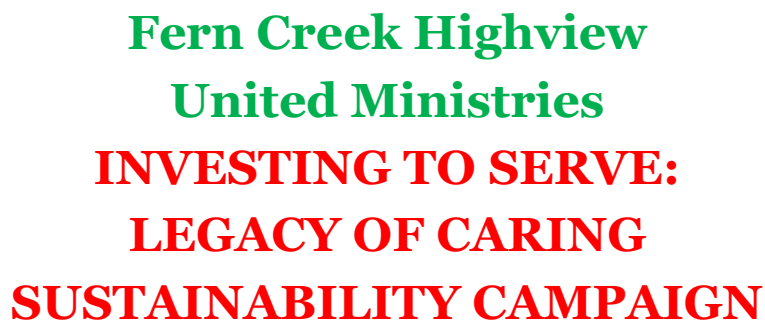 Fern Creek Highview
United Ministries
INVESTING TO SERVE:
LEGACY OF CARING
SUSTAINABILITY CAMPAIGN